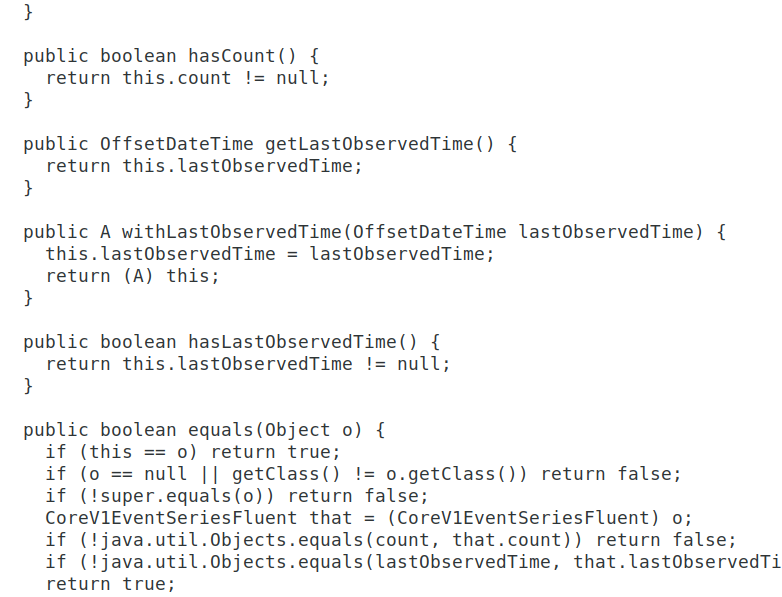 }
public boolean hasCount() {
return this.count != null;
}
public OffsetDateTime getLastObservedTime() {
return this.lastObservedTime;
}
public A withLastObservedTime(OffsetDateTime lastObservedTime) {
this.lastObservedTime = lastObservedTime;
return (A) this;
}
public boolean hasLastObservedTime() {
return this.lastObservedTime != null;
}
public boolean equals(Object o) {
if (this == o) return true;
if (o == null || getClass() != o.getClass()) return false;
if (!super.equals(o)) return false;
CoreV1EventSeriesFluent that = (CoreV1EventSeriesFluent) o;
if (!java.util.Objects.equals(count, that.count)) return false;
if (!java.util.Objects.equals(lastObservedTime, that.lastObservedTi
return true;